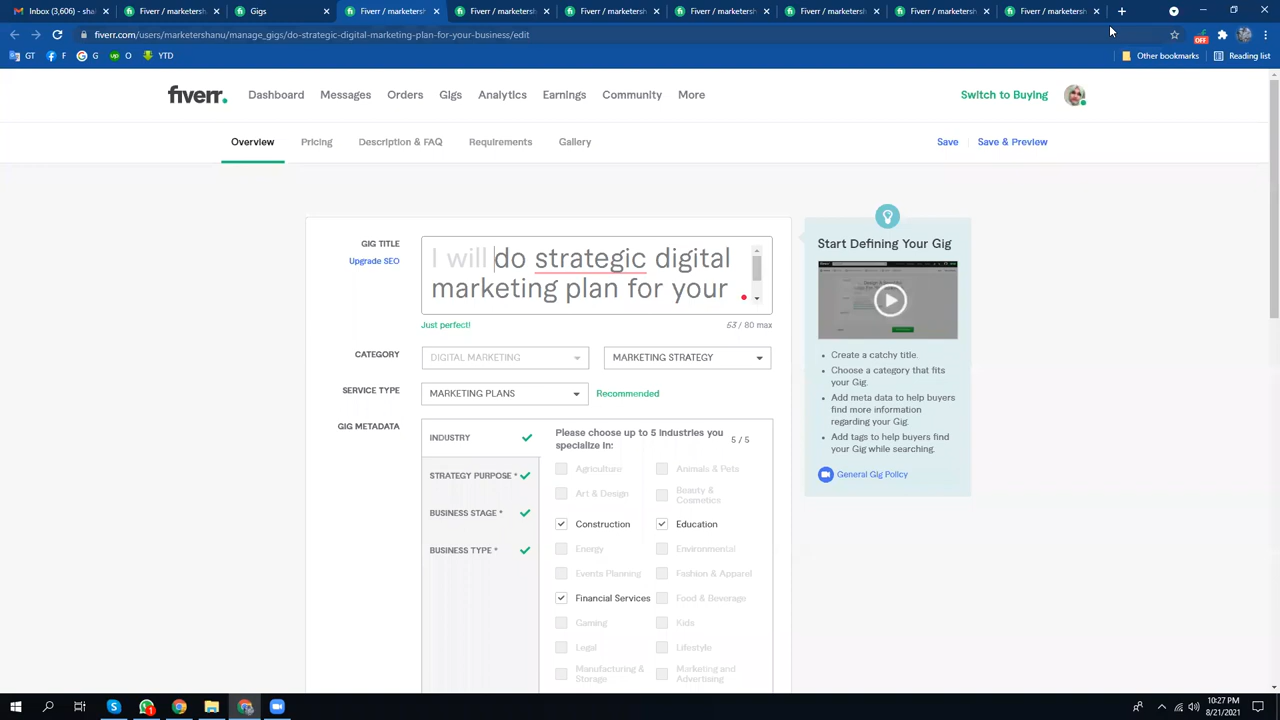 Inbox (3,606) - sha
Fiverr / marketersh
Fiverr / marketersh
Fiverr / marketersh
Fiverr / marketersh
Fiverr / marketersh
Fiverr / marketersh
Fiverr / marketersh
fiverr.com/users/marketershanu/manage_gigs/do-strategic-digital-marketing-plan-for-your-business/edit
OFF
GT
F
G
O
YTD
Other bookmarks
Reading list
fiverr.
Dashboard
Messages
Orders
Gigs
Analytics
Earnings
Community
More
Switch to Buying
Overview
Pricing
Description & FAQ
Requirements
Gallery
Save
Save & Preview
GIG TITLE
Upgrade SEO
I will do strategic digital
marketing plan for your
Just perfect!
53 / 80 max
CATEGORY
DIGITAL MARKETING
MARKETING STRATEGY
SERVICE TYPE
MARKETING PLANS
Recommended
GIG METADATA
INDUSTRY
STRATEGY PURPOSE *
BUSINESS STAGE *
BUSINESS TYPE *
Please choose up to 5 industries you
specialize in:
5 / 5
Agriculture
Animals & Pets
Art & Design
Beauty &
Cosmetics
Construction
Education
Energy
Environmental
Events Planning
Fashion & Apparel
Financial Services
Food & Beverage
Gaming
Kids
Legal
Lifestyle
Manufacturing &
Storage
Marketing and
Advertising
Start Defining Your Gig
Create a catchy title.
Choose a category that fits
your Gig.
Add meta data to help buyers
find more information
regarding your Gig.
Add tags to help buyers find
your Gig while searching.
General Gig Policy
10:27 PM
8/21/2021